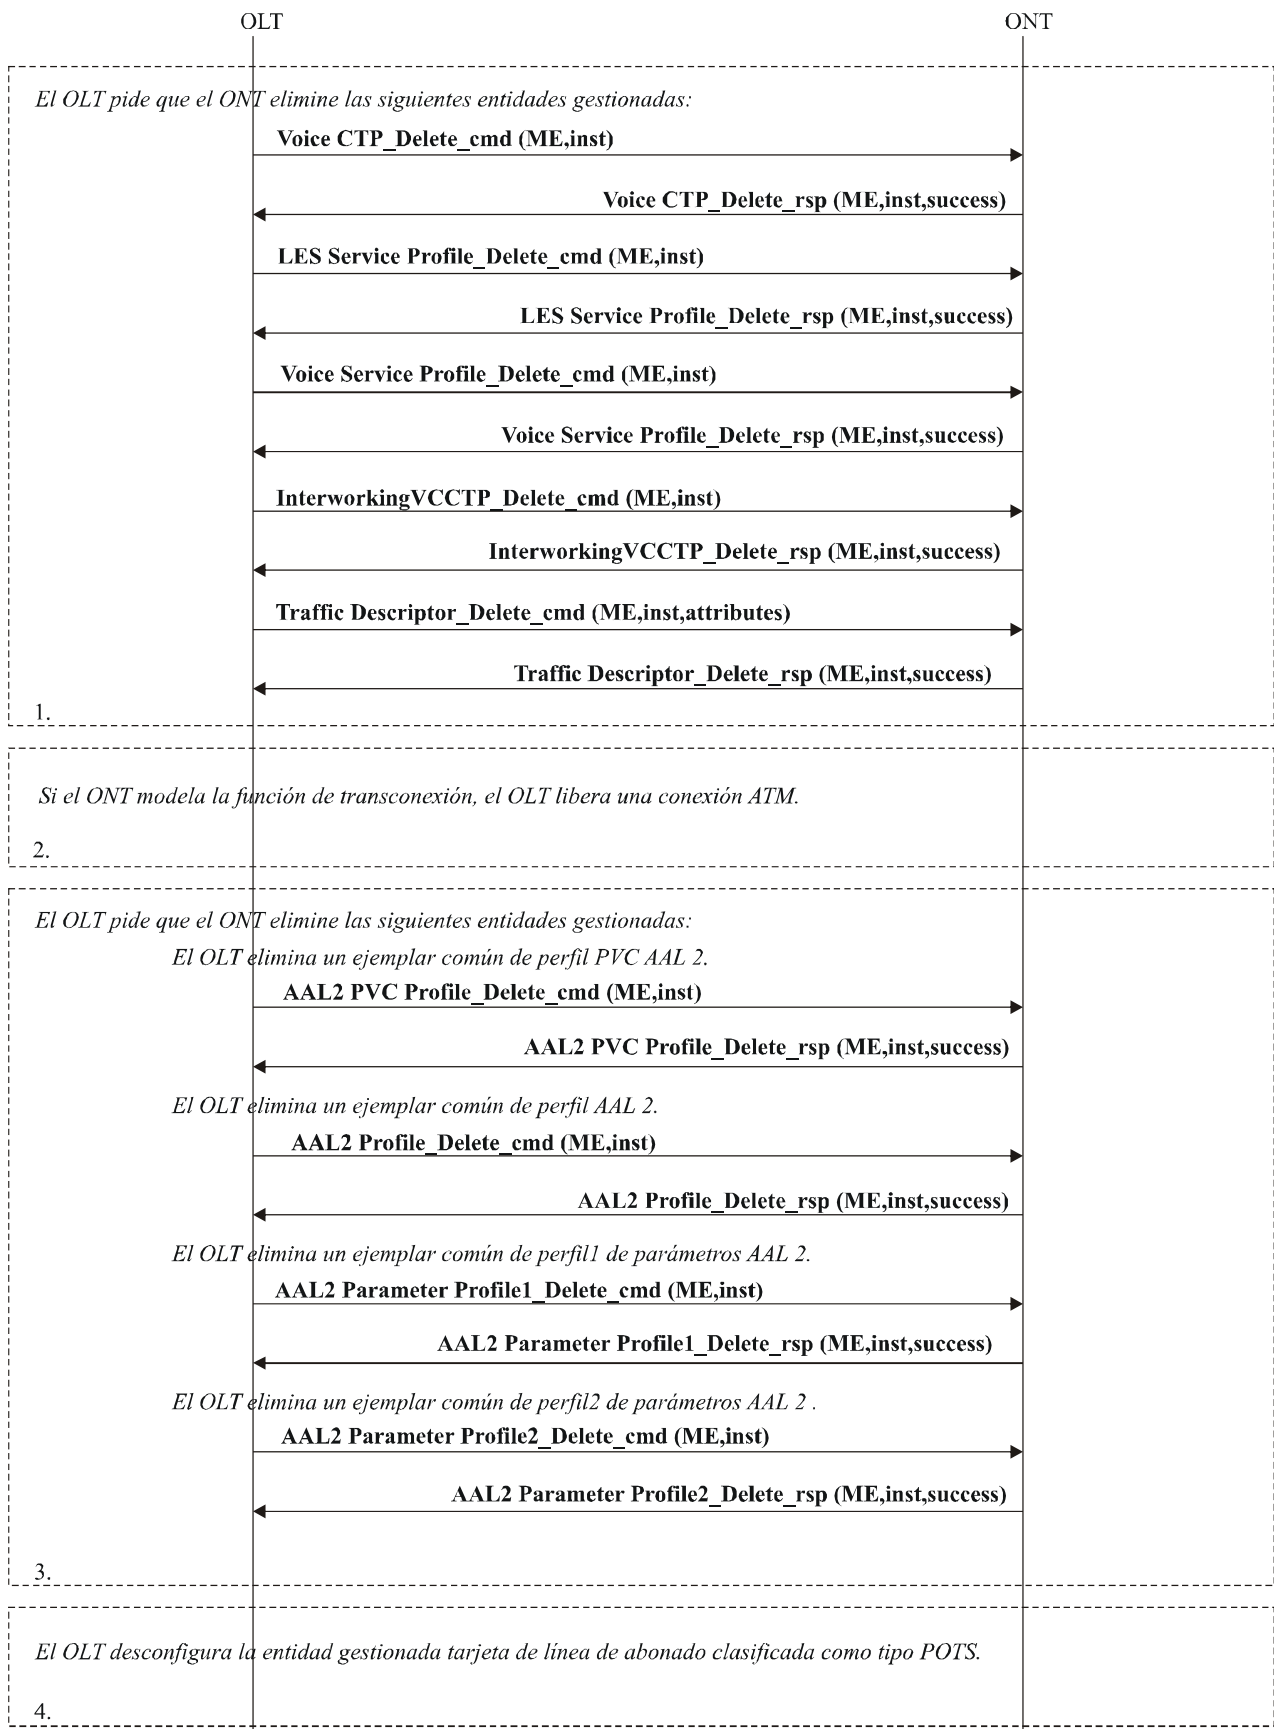 OLT
ONT
El OLT pide que el ONT elimine las siguientes entidades gestionadas:
Voice CTP_Delete_cmd (ME,inst)
Voice CTP_Delete_rsp (ME,inst,success)
LES Service Profile_Delete_cmd (ME,inst)
LES Service Profile_Delete_rsp (ME,inst,success)
Voice Service Profile_Delete_cmd (ME,inst)
Voice Service Profile_Delete_rsp (ME,inst,success)
InterworkingVCCTP_Delete_cmd (ME,inst)
InterworkingVCCTP_Delete_rsp (ME,inst,success)
Traffic Descriptor_Delete_cmd (ME,inst,attributes)
Traffic Descriptor_Delete_rsp (ME,inst,success)
1.
Si el ONT modela la función de transconexión, el OLT libera una conexión ATM.
2.
El OLT pide que el ONT elimine las siguientes entidades gestionadas:
El OLT elimina un ejemplar común de perfil PVC AAL 2.
AAL2 PVC Profile_Delete_cmd (ME,inst)
AAL2 PVC Profile_Delete_rsp (ME,inst,success)
El OLT elimina un ejemplar común de perfil AAL 2.
AAL2 Profile_Delete_cmd (ME,inst)
AAL2 Profile_Delete_rsp (ME,inst,success)
El OLT elimina un ejemplar común de perfil1 de parámetros AAL 2.
AAL2 Parameter Profile1_Delete_cmd (ME,inst)
AAL2 Parameter Profile1_Delete_rsp (ME,inst,success)
El OLT elimina un ejemplar común de perfil2 de parámetros AAL 2 .
AAL2 Parameter Profile2_Delete_cmd (ME,inst)
AAL2 Parameter Profile2_Delete_rsp (ME,inst,success)
3.
El OLT desconfigura la entidad gestionada tarjeta de línea de abonado clasificada como tipo POTS.
4.